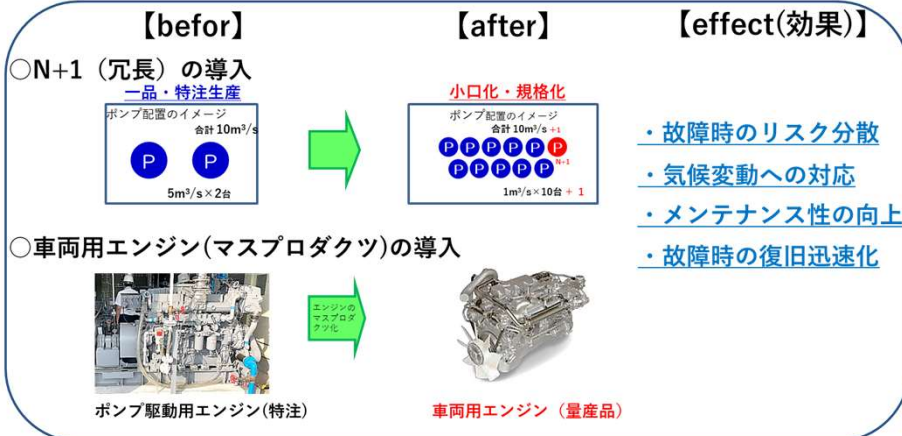 【befor】
【after】
【effect(効果)】
○N+1（冗長）の導入
一品・特注生産
小口化・規格化
ポンプ配置のイメージ
合計 10m³/s
P P
5m³/s×2台
ポンプ配置のイメージ
合計 10m³/s +1
P P P P P P
N+1
P P P P P
1m³/s×10台 + 1
・故障時のリスク分散
・気候変動への対応
・メンテナンス性の向上
・故障時の復旧迅速化
○車両用エンジン(マスプロダクツ)の導入
エンジンの
マスプロダ
クツ化
ポンプ駆動用エンジン(特注)
車両用エンジン（量産品）